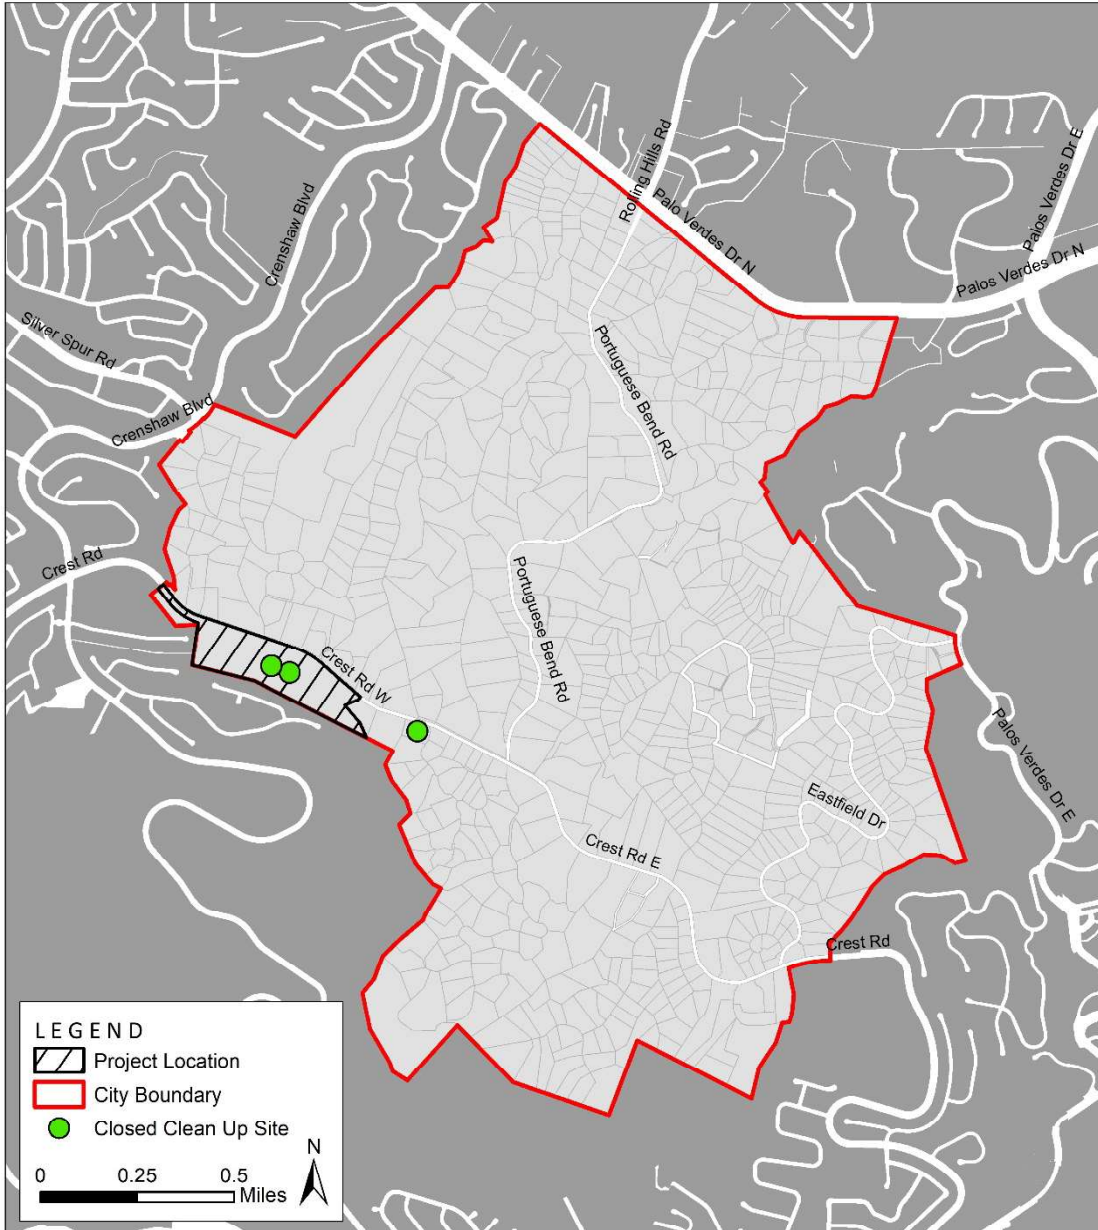 Rolling Hills Rd
Palo Verdes Dr N
Palos Verdes Dr E
Palos Verdes Dr N
Crenshaw Blvd
Silver Spur Rd
Crenshaw Blvd
Portuguese Bend Rd
Crest Rd
Portuguese Bend Rd
Crest Rd W
Palos Verdes Dr E
Eastfield Dr
Crest Rd E
Crest Rd
LEGEND
Project Location
City Boundary
Closed Clean Up Site
N
0 0.25 0.5
Miles